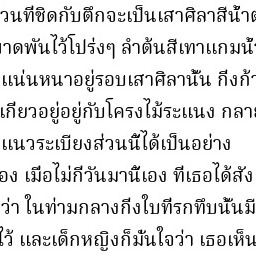 วนที่ชิดกับตึกจะเป็นเสาศิลาสีน้ำต
าดพันไว้โปร่งๆ ลำต้นสีเทาแกมน้ำ
แน่นหนาอยู่รอบเสาศิลานั้น กิ่งก้า
เกี่ยวอยู่อยู่กับโครงไม้ระแนง กลาย
แนวระเบียงส่วนนี้ได้เป็นอย่าง
อง เมื่อไม่กี่วันมานี้เอง ที่เธอได้สัง
ว่า ในท่ามกลางกิ่งใบที่รกทึบนั้นมี
ไว้ และเด็กหญิงก็มั่นใจว่า เธอเห็น